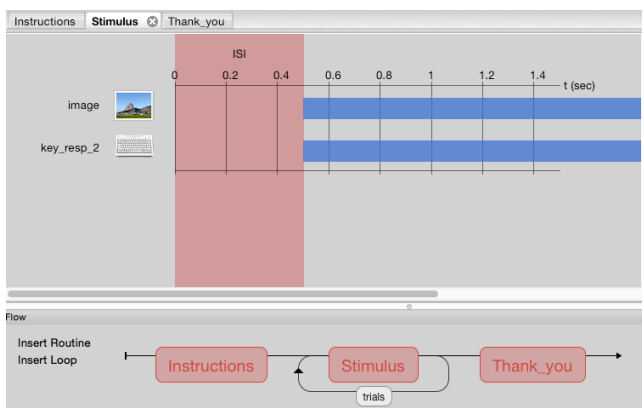 Instructions Stimulus Thank_you
ISI
0 0.2 0.4 0.6 0.8 1 1.2 1.4
t (sec)
image
key_resp_2
Flow
Insert Routine
Insert Loop
Instructions Stimulus Thank_you
trials